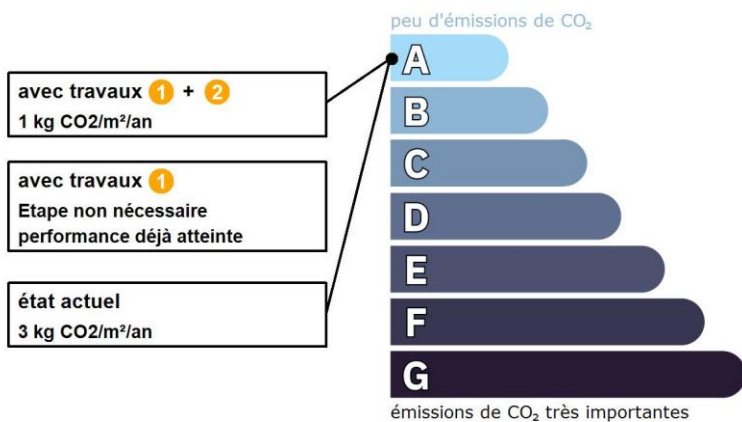 peu d'émissions de CO₂
A
avec travaux 1 + 2
1 kg CO2/m²/an
B
avec travaux 1
Etape non nécessaire
performance déjà atteinte
C
D
E
état actuel
3 kg CO2/m²/an
F
G
émissions de CO₂ très importantes